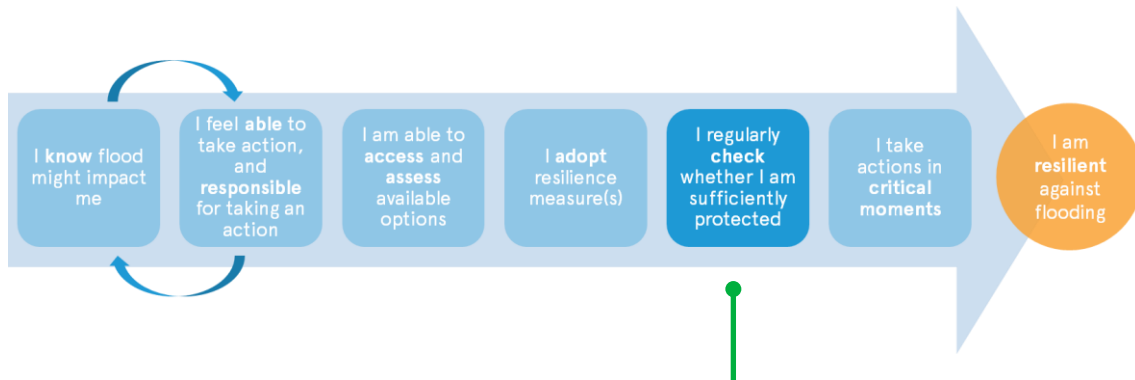 I know flood
might impact
me
I feel able to
take action,
and
responsible
for taking an
action
I am able to
access and
assess
available
options
I adopt
resilience
measure(s)
I regularly
check
whether I am
sufficiently
protected
I take
actions in
critical
moments
I am
resilient
against
flooding